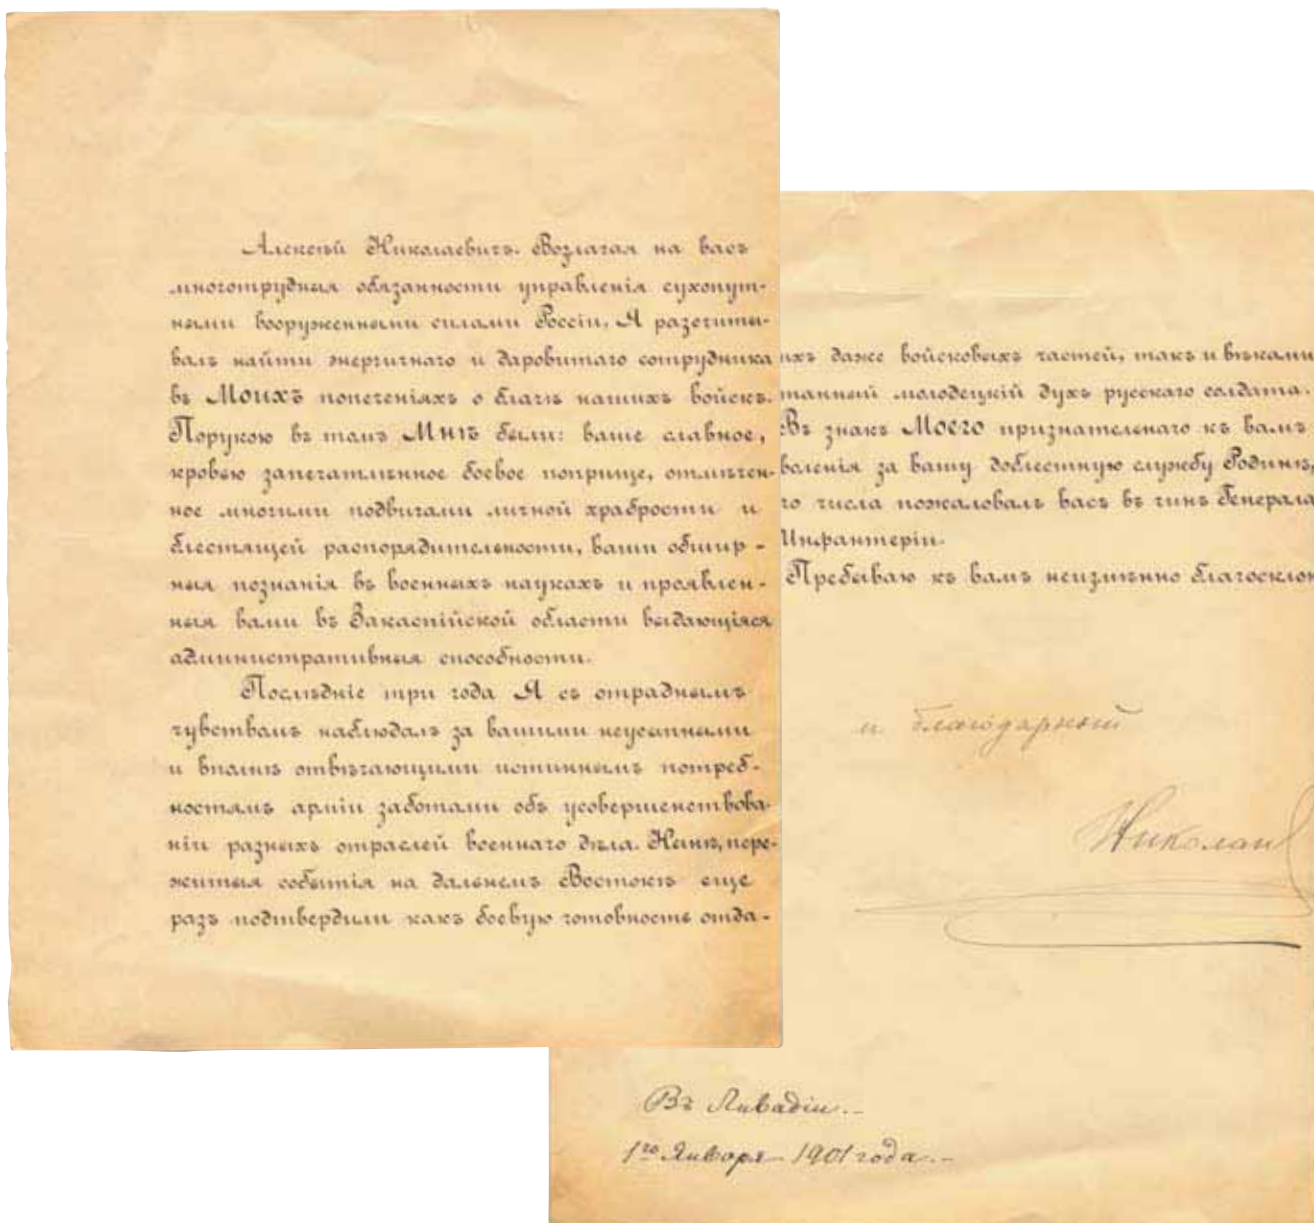 Алексѣй Николаевичъ. Возлагая на васъ
многотрудныя обязанности управленія сухопут-
ными вооруженными силами Россіи, Я разсчиты-
валъ найти энергичнаго и даровитаго сотрудника
въ Моихъ попеченіяхъ о благѣ нашихъ войскъ.
Порукою въ томъ Мнѣ были: ваше славное,
кровью запечатлѣнное боевое поприще, отмѣчен-
ное многими подвигами личной храбрости и
блестящей распорядительности, ваши обшир-
ныя познанія въ военныхъ наукахъ и проявлен-
ныя вами въ Закаспійской области выдающіяся
административныя способности.
Послѣдніе три года Я съ отраднымъ
чувствомъ наблюдалъ за вашими неусыпными
и вполнѣ отвѣчающими истиннымъ потреб-
ностямъ арміи заботами объ усовершенствова-
ніи разныхъ отраслей военнаго дѣла. Нынѣ, пере-
житыя событія на дальнемъ Востокѣ еще
разъ подтвердили какъ боевую готовность отдѣ-
ихъ даже войсковыхъ частей, такъ и вѣками
танный молодецкій духъ русскаго солдата.
Въ знакъ Моего признательнаго къ вамъ
воленія за вашу доблестную службу Родинѣ,
го числа пожаловалъ васъ въ чинъ Генерала
Инфантеріи.
Пребываю къ вамъ неизмѣнно благосклон
и благодарный
Николай
Въ Ливадіи.
1го Января 1901 года.